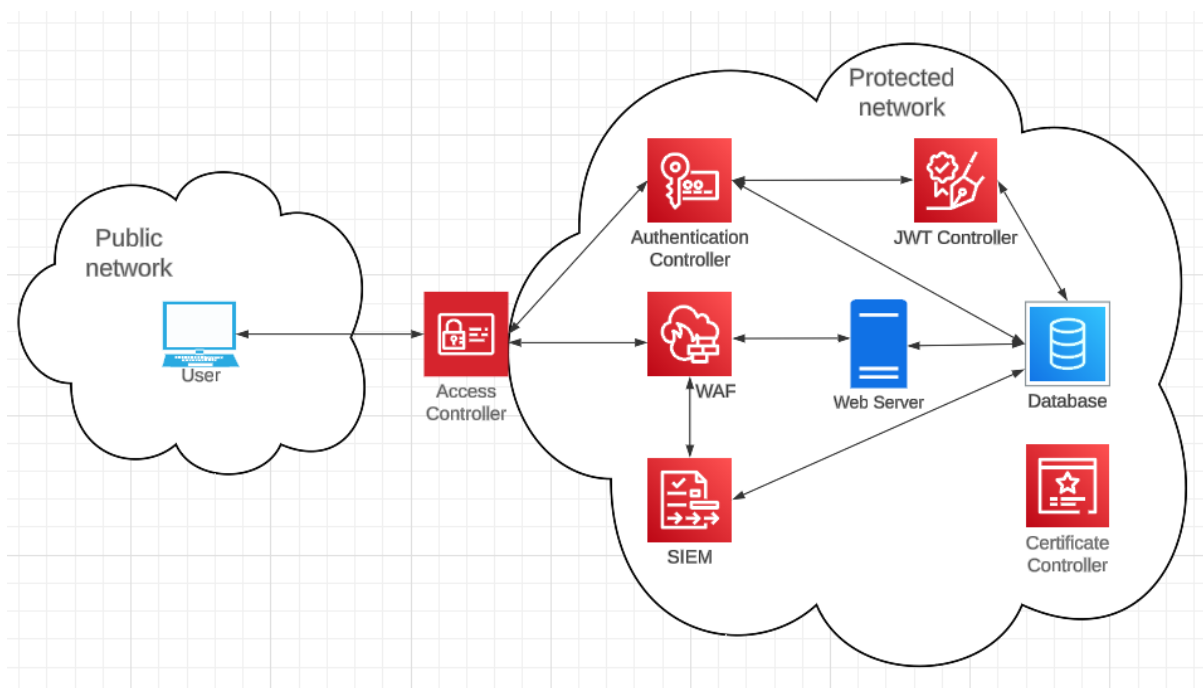 Protected
network
Public
network
Authentication
Controller
JWT Controller
User
Access
Controller
WAF
Web Server
Database
SIEM
Certificate
Controller